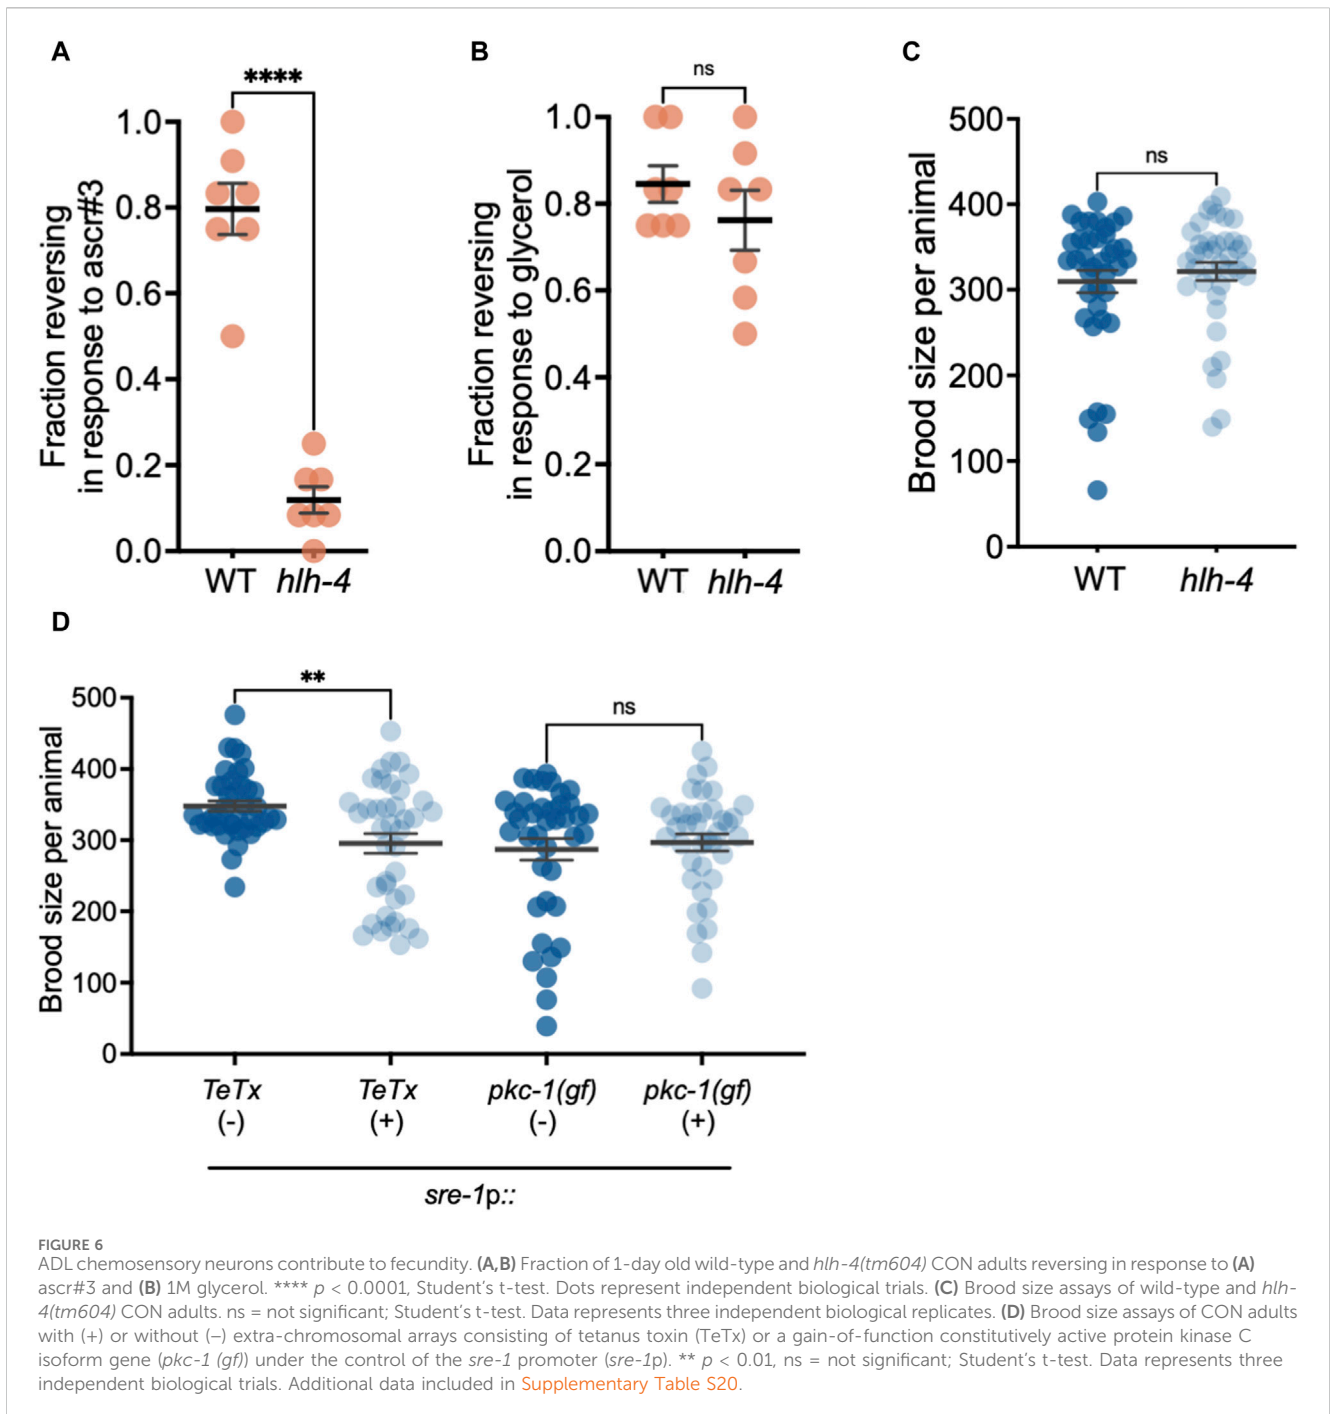 A
****
Fraction reversing
in response to ascr#3
1.0
0.8
0.6
0.4
0.2
0.0
WT hlh-4
B
ns
Fraction reversing
in response to glycerol
1.0
0.8
0.6
0.4
0.2
0.0
WT hlh-4
C
ns
Brood size per animal
500
400
300
200
100
0
WT hlh-4
D
**
ns
Brood size per animal
500
400
300
200
100
0
TeTx TeTx pkc-1(gf) pkc-1(gf)
(-) (+) (-) (+)
sre-1p::
FIGURE 6
ADL chemosensory neurons contribute to fecundity. (A,B) Fraction of 1-day old wild-type and hlh-4(tm604) CON adults reversing in response to (A)
ascr#3 and (B) 1M glycerol. **** p < 0.0001, Student's t-test. Dots represent independent biological trials. (C) Brood size assays of wild-type and hlh-
4(tm604) CON adults. ns = not significant; Student's t-test. Data represents three independent biological replicates. (D) Brood size assays of CON adults
with (+) or without (–) extra-chromosomal arrays consisting of tetanus toxin (TeTx) or a gain-of-function constitutively active protein kinase C
isoform gene (pkc-1 (gf)) under the control of the sre-1 promoter (sre-1p). ** p < 0.01, ns = not significant; Student's t-test. Data represents three
independent biological trials. Additional data included in Supplementary Table S20.